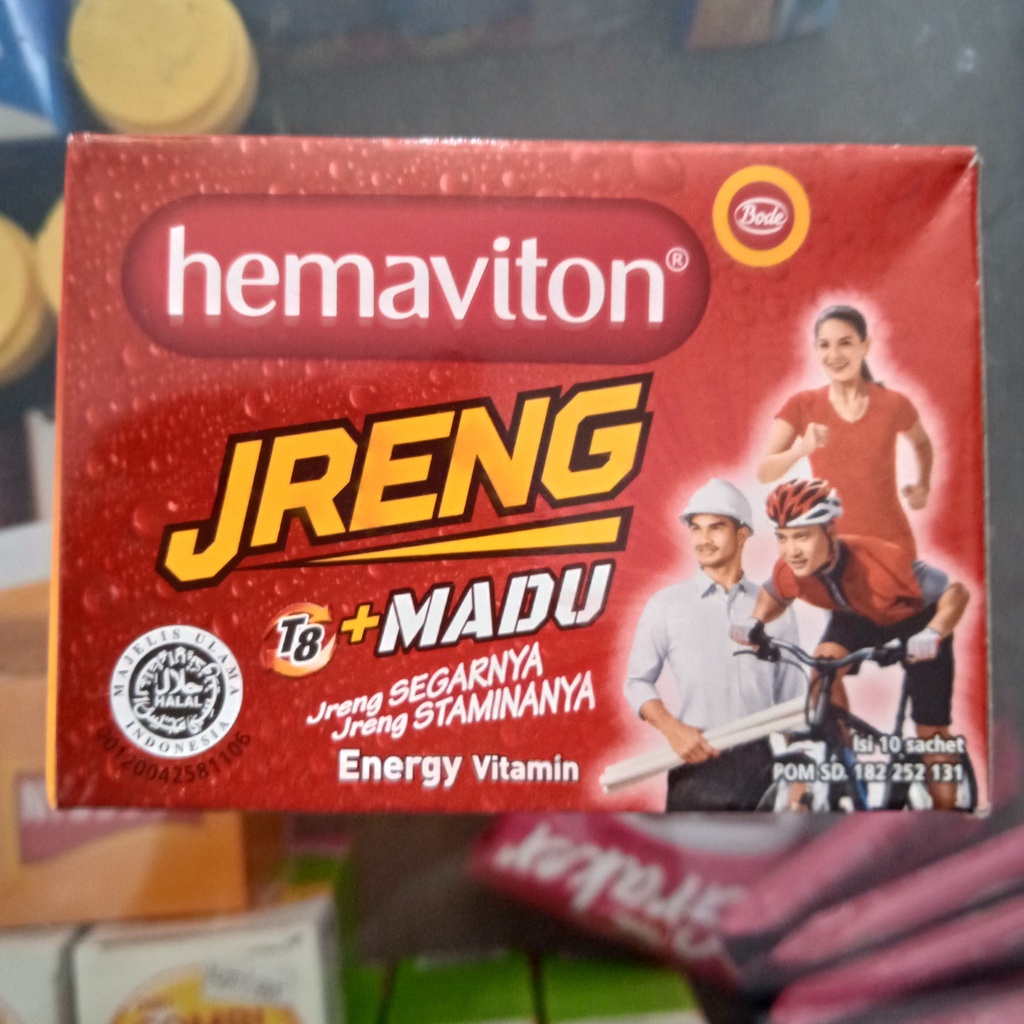 hemaviton®
Bode
JRENG
T8 +MADU
Jreng SEGARNYA
Jreng STAMINANYA
Energy Vitamin
MAJELIS ULAMA
حلال
HALAL
INDONESIA
00120042581106
Isi 10 sachet
POM SD. 182 252 131